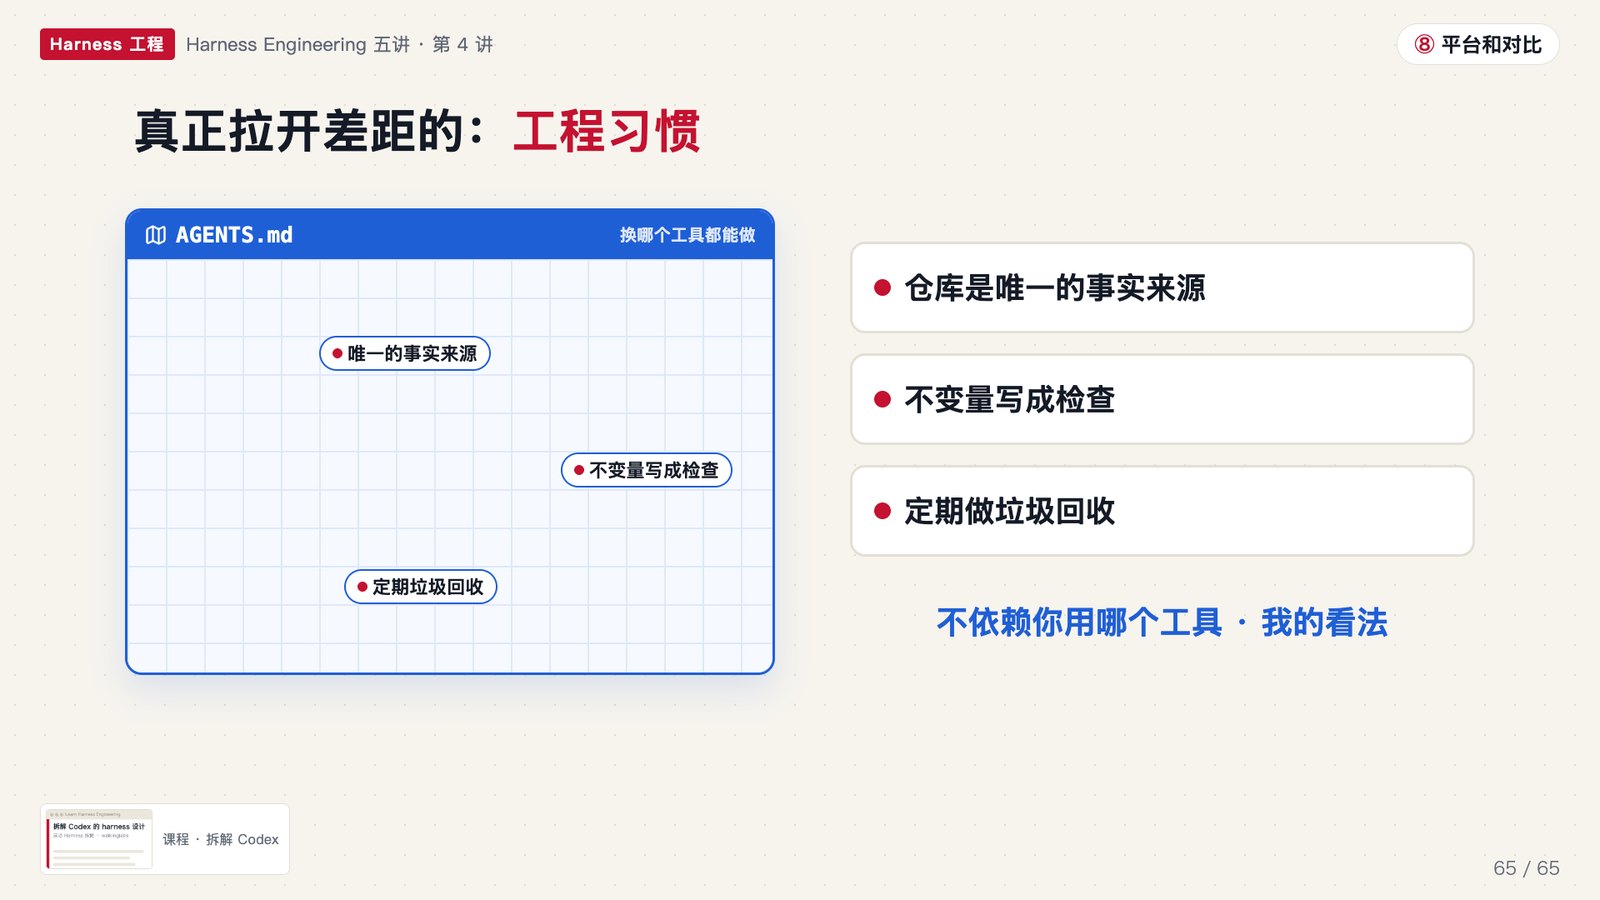 Harness 工程
Harness Engineering 五讲 · 第 4 讲
⑧ 平台和对比
真正拉开差距的：工程习惯
AGENTS.md
换哪个工具都能做
唯一的事实来源
不变量写成检查
定期垃圾回收
仓库是唯一的事实来源
不变量写成检查
定期做垃圾回收
不依赖你用哪个工具 · 我的看法
Learn Harness Engineering
拆解 Codex 的 harness 设计
课程 · 拆解 Codex
65 / 65